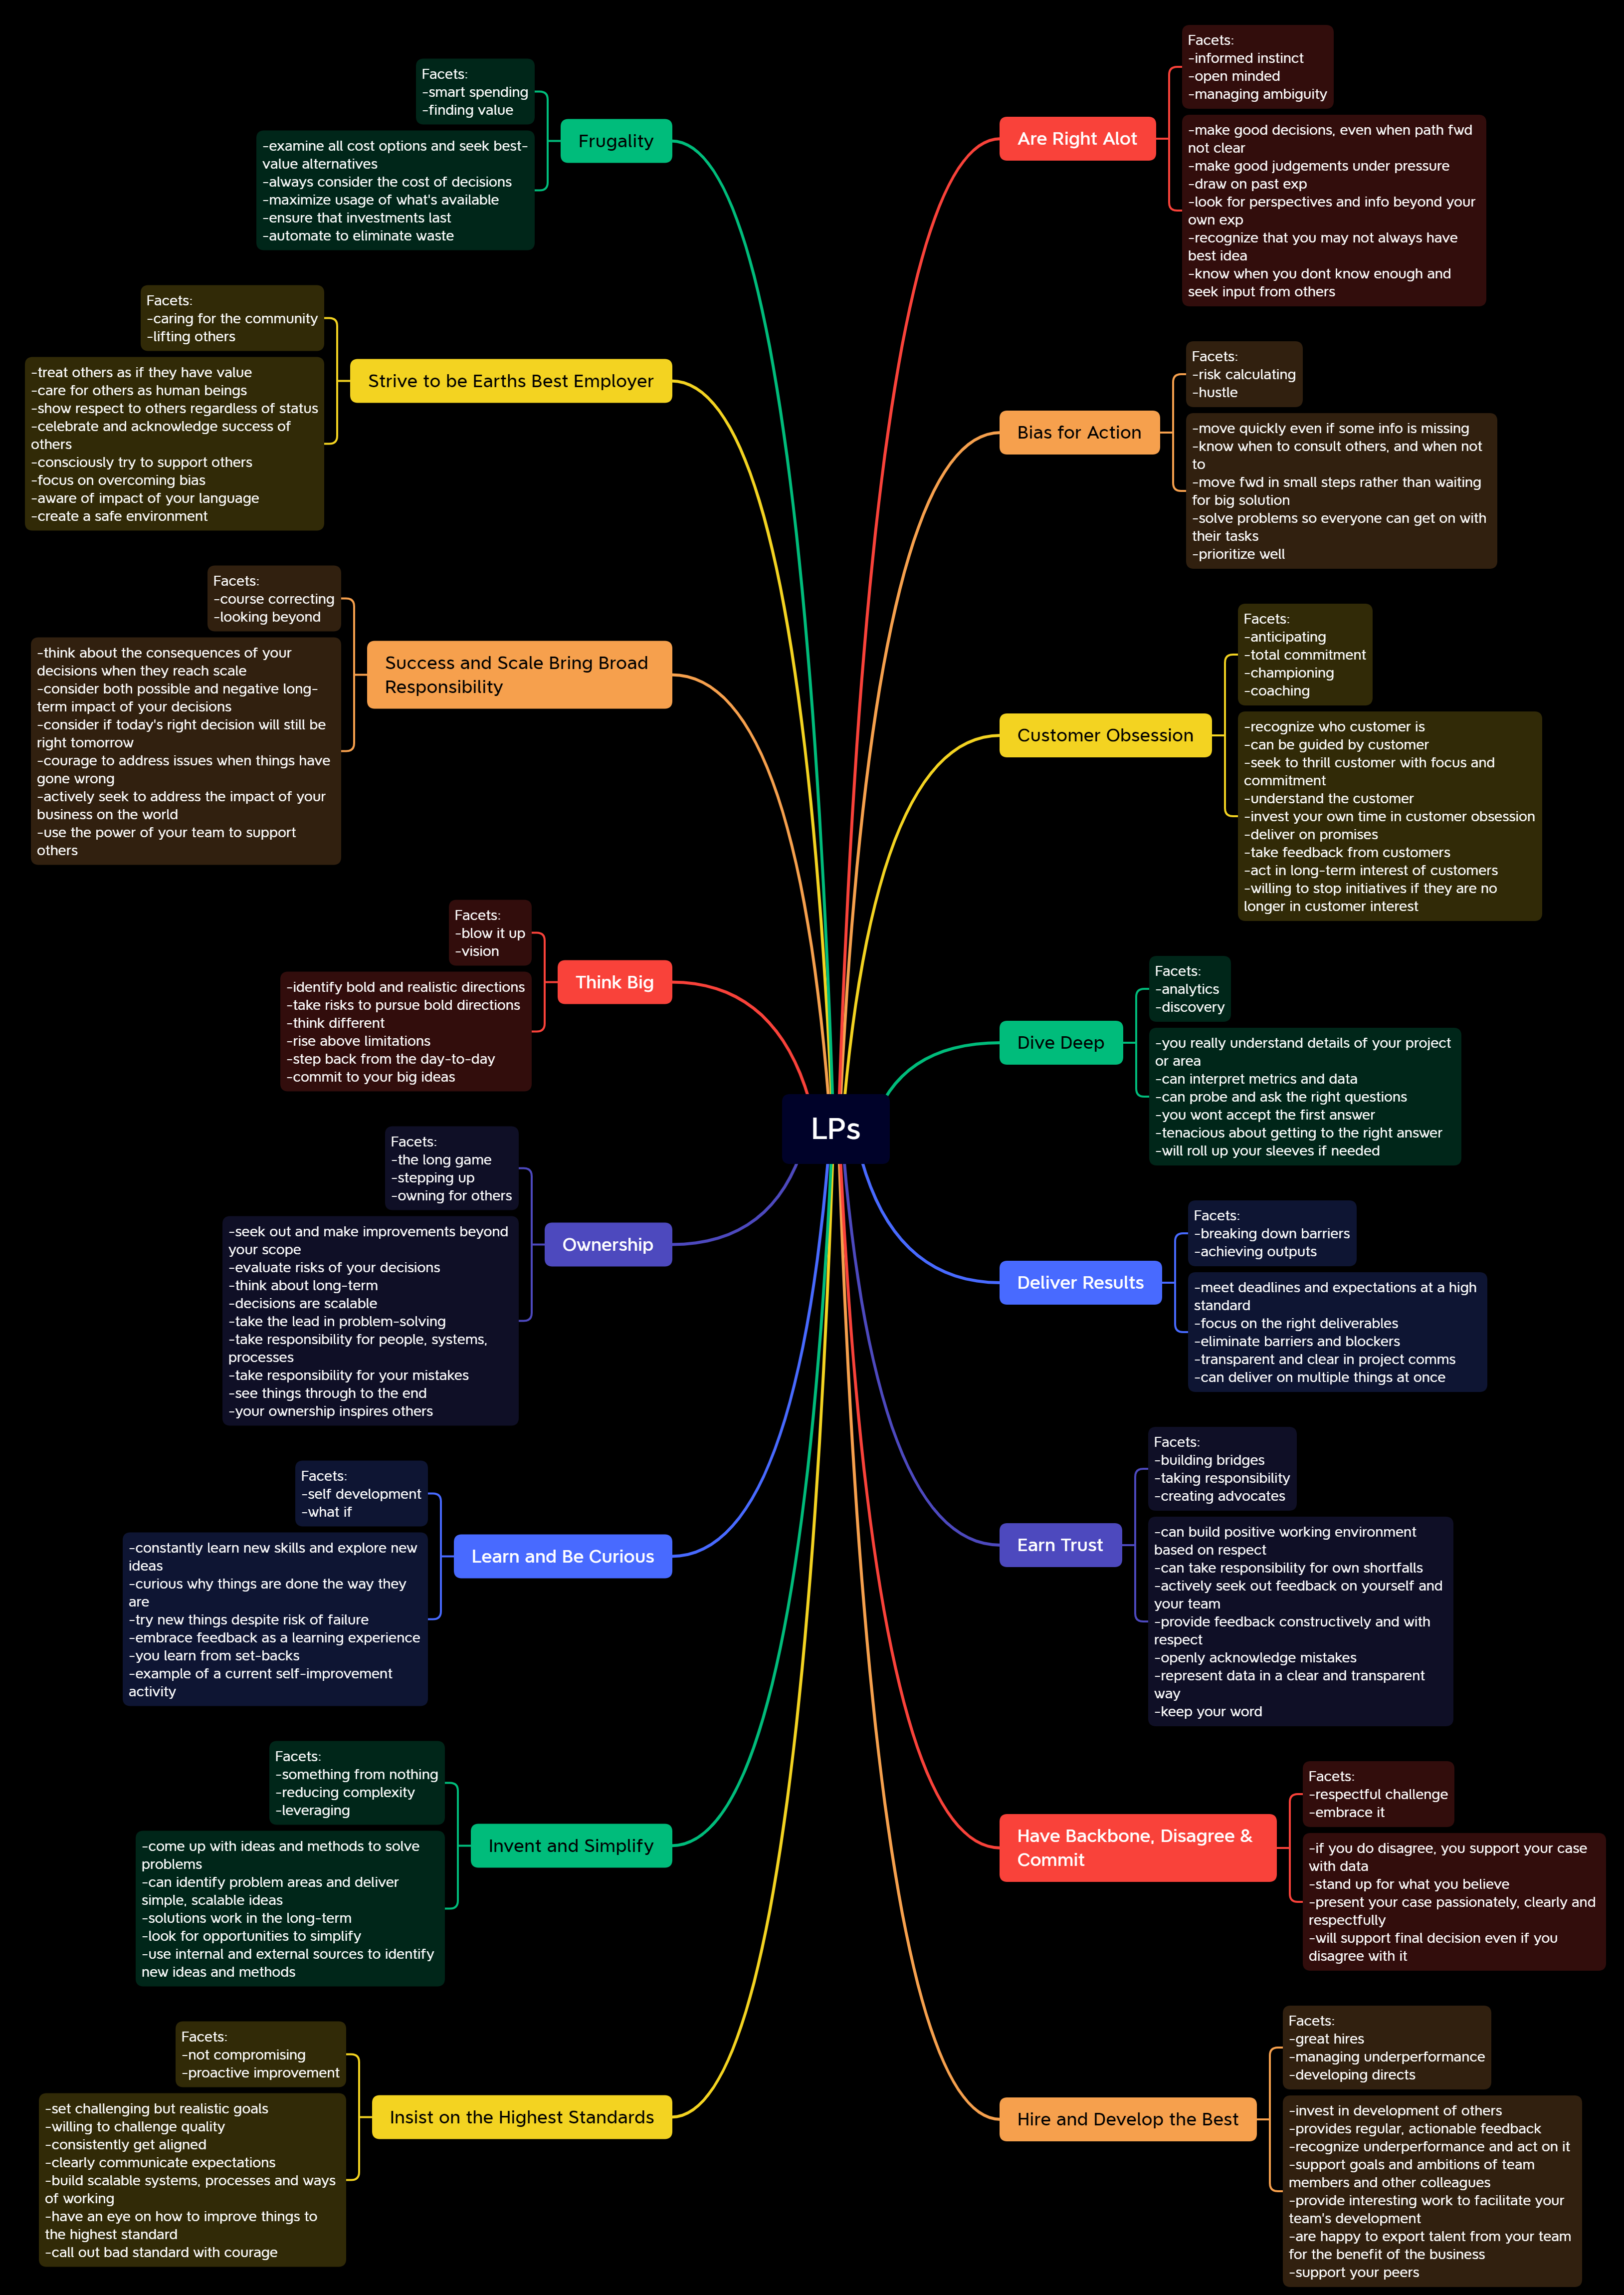 LPs
Are Right Alot
Facets:
-informed instinct
-open minded
-managing ambiguity
-make good decisions, even when path fwd
not clear
-make good judgements under pressure
-draw on past exp
-look for perspectives and info beyond your
own exp
-recognize that you may not always have
best idea
-know when you dont know enough and
seek input from others
Bias for Action
Facets:
-risk calculating
-hustle
-move quickly even if some info is missing
-know when to consult others, and when not
to
-move fwd in small steps rather than waiting
for big solution
-solve problems so everyone can get on with
their tasks
-prioritize well
Customer Obsession
Facets:
-anticipating
-total commitment
-championing
-coaching
-recognize who customer is
-can be guided by customer
-seek to thrill customer with focus and
commitment
-understand the customer
-invest your own time in customer obsession
-deliver on promises
-take feedback from customers
-act in long-term interest of customers
-willing to stop initiatives if they are no
longer in customer interest
Dive Deep
Facets:
-analytics
-discovery
-you really understand details of your project
or area
-can interpret metrics and data
-can probe and ask the right questions
-you wont accept the first answer
-tenacious about getting to the right answer
-will roll up your sleeves if needed
Deliver Results
Facets:
-breaking down barriers
-achieving outputs
-meet deadlines and expectations at a high
standard
-focus on the right deliverables
-eliminate barriers and blockers
-transparent and clear in project comms
-can deliver on multiple things at once
Earn Trust
Facets:
-building bridges
-taking responsibility
-creating advocates
-can build positive working environment
based on respect
-can take responsibility for own shortfalls
-actively seek out feedback on yourself and
your team
-provide feedback constructively and with
respect
-openly acknowledge mistakes
-represent data in a clear and transparent
way
-keep your word
Have Backbone, Disagree &
Commit
Facets:
-respectful challenge
-embrace it
-if you do disagree, you support your case
with data
-stand up for what you believe
-present your case passionately, clearly and
respectfully
-will support final decision even if you
disagree with it
Hire and Develop the Best
Facets:
-great hires
-managing underperformance
-developing directs
-invest in development of others
-provides regular, actionable feedback
-recognize underperformance and act on it
-support goals and ambitions of team
members and other colleagues
-provide interesting work to facilitate your
team's development
-are happy to export talent from your team
for the benefit of the business
-support your peers
Frugality
Facets:
-smart spending
-finding value
-examine all cost options and seek best-
value alternatives
-always consider the cost of decisions
-maximize usage of what's available
-ensure that investments last
-automate to eliminate waste
Strive to be Earths Best Employer
Facets:
-caring for the community
-lifting others
-treat others as if they have value
-care for others as human beings
-show respect to others regardless of status
-celebrate and acknowledge success of
others
-consciously try to support others
-focus on overcoming bias
-aware of impact of your language
-create a safe environment
Success and Scale Bring Broad
Responsibility
Facets:
-course correcting
-looking beyond
-think about the consequences of your
decisions when they reach scale
-consider both possible and negative long-
term impact of your decisions
-consider if today's right decision will still be
right tomorrow
-courage to address issues when things have
gone wrong
-actively seek to address the impact of your
business on the world
-use the power of your team to support
others
Think Big
Facets:
-blow it up
-vision
-identify bold and realistic directions
-take risks to pursue bold directions
-think different
-rise above limitations
-step back from the day-to-day
-commit to your big ideas
Ownership
Facets:
-the long game
-stepping up
-owning for others
-seek out and make improvements beyond
your scope
-evaluate risks of your decisions
-think about long-term
-decisions are scalable
-take the lead in problem-solving
-take responsibility for people, systems,
processes
-take responsibility for your mistakes
-see things through to the end
-your ownership inspires others
Learn and Be Curious
Facets:
-self development
-what if
-constantly learn new skills and explore new
ideas
-curious why things are done the way they
are
-try new things despite risk of failure
-embrace feedback as a learning experience
-you learn from set-backs
-example of a current self-improvement
activity
Invent and Simplify
Facets:
-something from nothing
-reducing complexity
-leveraging
-come up with ideas and methods to solve
problems
-can identify problem areas and deliver
simple, scalable ideas
-solutions work in the long-term
-look for opportunities to simplify
-use internal and external sources to identify
new ideas and methods
Insist on the Highest Standards
Facets:
-not compromising
-proactive improvement
-set challenging but realistic goals
-willing to challenge quality
-consistently get aligned
-clearly communicate expectations
-build scalable systems, processes and ways
of working
-have an eye on how to improve things to
the highest standard
-call out bad standard with courage